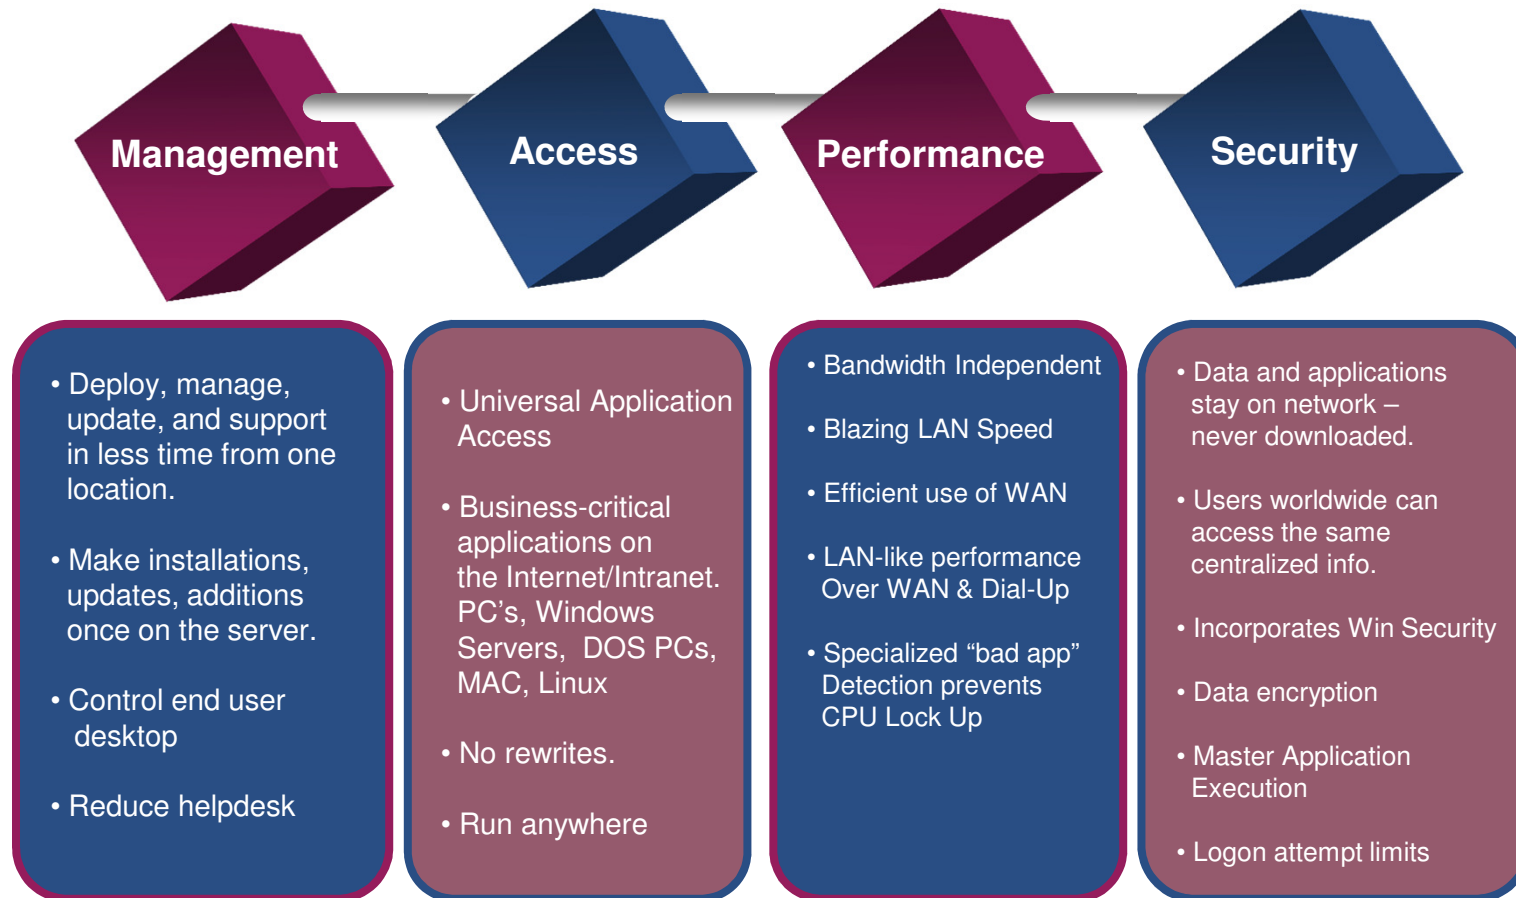 Management
Access
Performance
Security
• Deploy, manage,
update, and support
in less time from one
location.
• Make installations,
updates, additions
once on the server.
• Control end user
desktop
• Reduce helpdesk
• Universal Application
Access
• Business-critical
applications on
the Internet/Intranet.
PC’s, Windows
Servers,  DOS PCs,
MAC, Linux
• No rewrites.
• Run anywhere
• Bandwidth Independent
• Blazing LAN Speed
• Efficient use of WAN
• LAN-like performance
Over WAN & Dial-Up
• Specialized “bad app”
Detection prevents
CPU Lock Up
• Data and applications
stay on network –
never downloaded.
• Users worldwide can
access the same
centralized info.
• Incorporates Win Security
• Data encryption
• Master Application
Execution
• Logon attempt limits